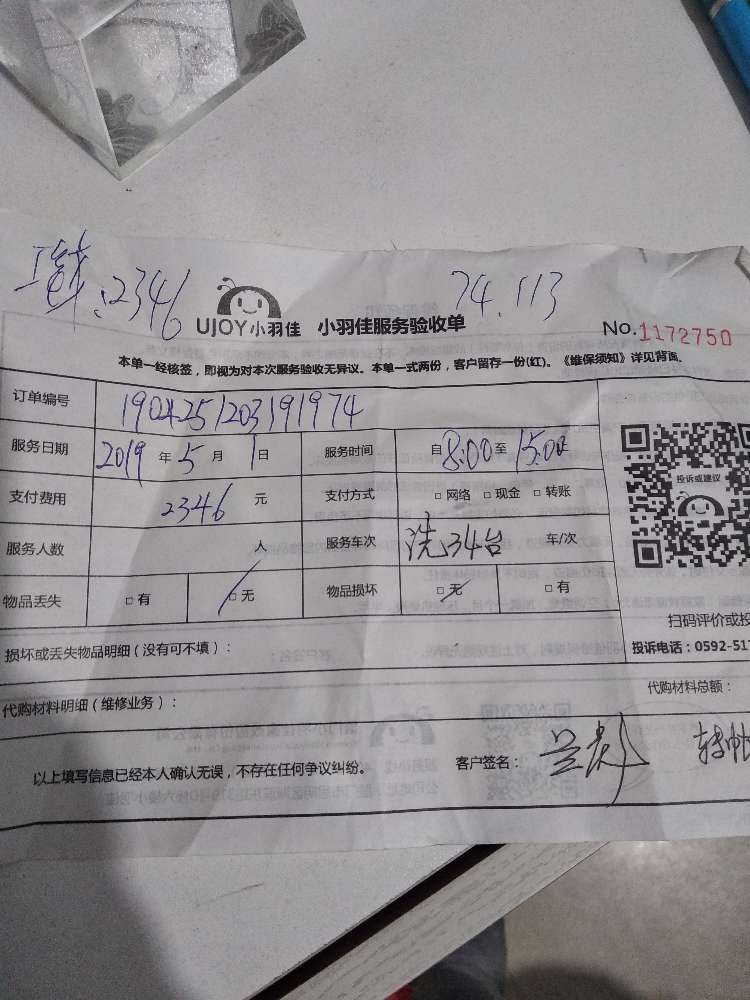 :2346
74.113
UJOY小羽佳 小羽佳服务验收单
No.1172750
本单一经核签，即视为对本次服务验收无异议。本单一式两份，客户留存一份(红)。《维保须知》详见背面。
订单编号 1904251203191974
服务日期 2019 年 5 月 1 日 服务时间 自 8:00 至 15:00
支付费用 2346 元 支付方式 □ 网络 □ 现金 □ 转账
服务人数 人 服务车次 洗34台 车/次
物品丢失 □ 有 □ 无 物品损坏 □ 无 □ 有
投诉或建议
扫码评价或投
投诉电话：0592-517
损坏或丢失物品明细（没有可不填）：
代购材料明细（维修业务）： 代购材料总额：
以上填写信息已经本人确认无误，不存在任何争议纠纷。 客户签名： 转帐